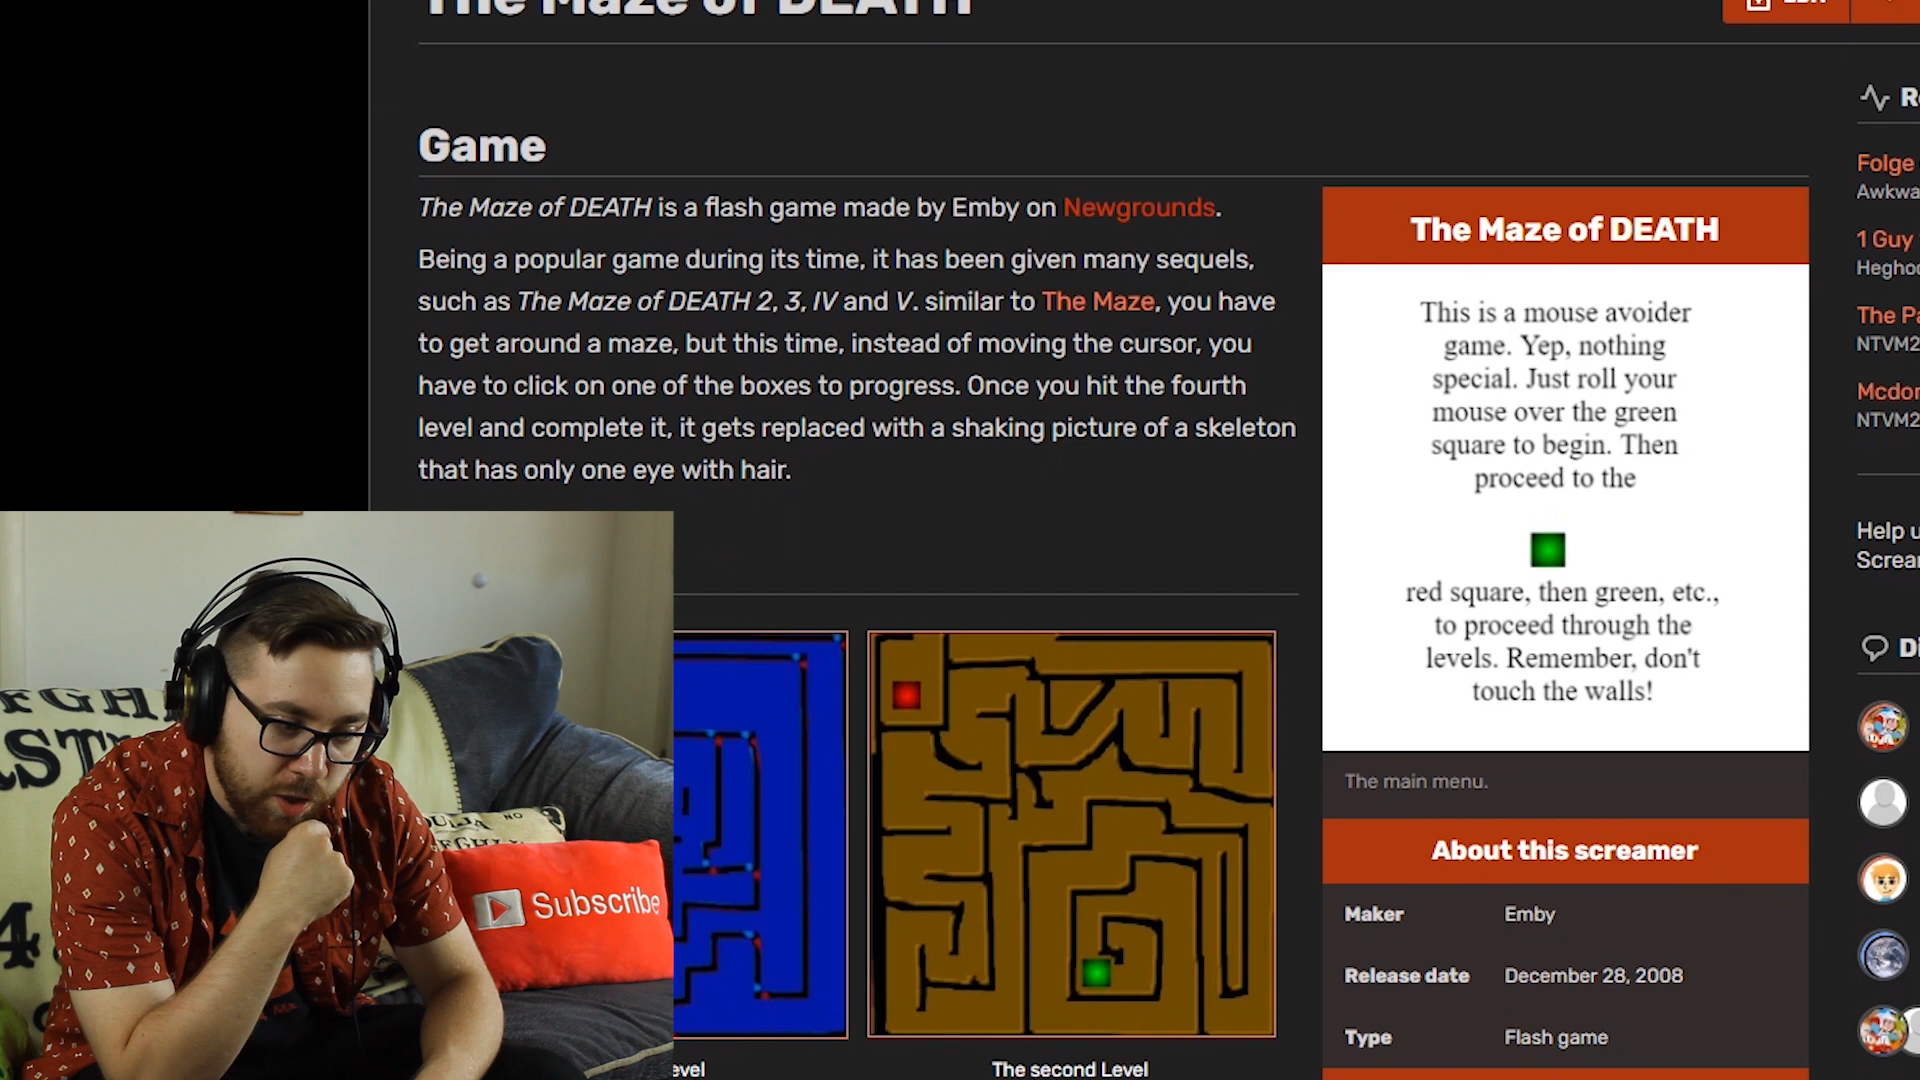 The Maze of DEATH
Game
The Maze of DEATH is a flash game made by Emby on Newgrounds.
Being a popular game during its time, it has been given many sequels,
such as The Maze of DEATH 2, 3, IV and V. similar to The Maze, you have
to get around a maze, but this time, instead of moving the cursor, you
have to click on one of the boxes to progress. Once you hit the fourth
level and complete it, it gets replaced with a shaking picture of a skeleton
that has only one eye with hair.
The Maze of DEATH
This is a mouse avoider
game. Yep, nothing
special. Just roll your
mouse over the green
square to begin. Then
proceed to the
red square, then green, etc.,
to proceed through the
levels. Remember, don't
touch the walls!
The main menu.
About this screamer
Maker Emby
Release date December 28, 2008
Type Flash game
The second Level
Folge
1 Guy
The
NTVM2
NTVM2
Help
Subscribe
NO